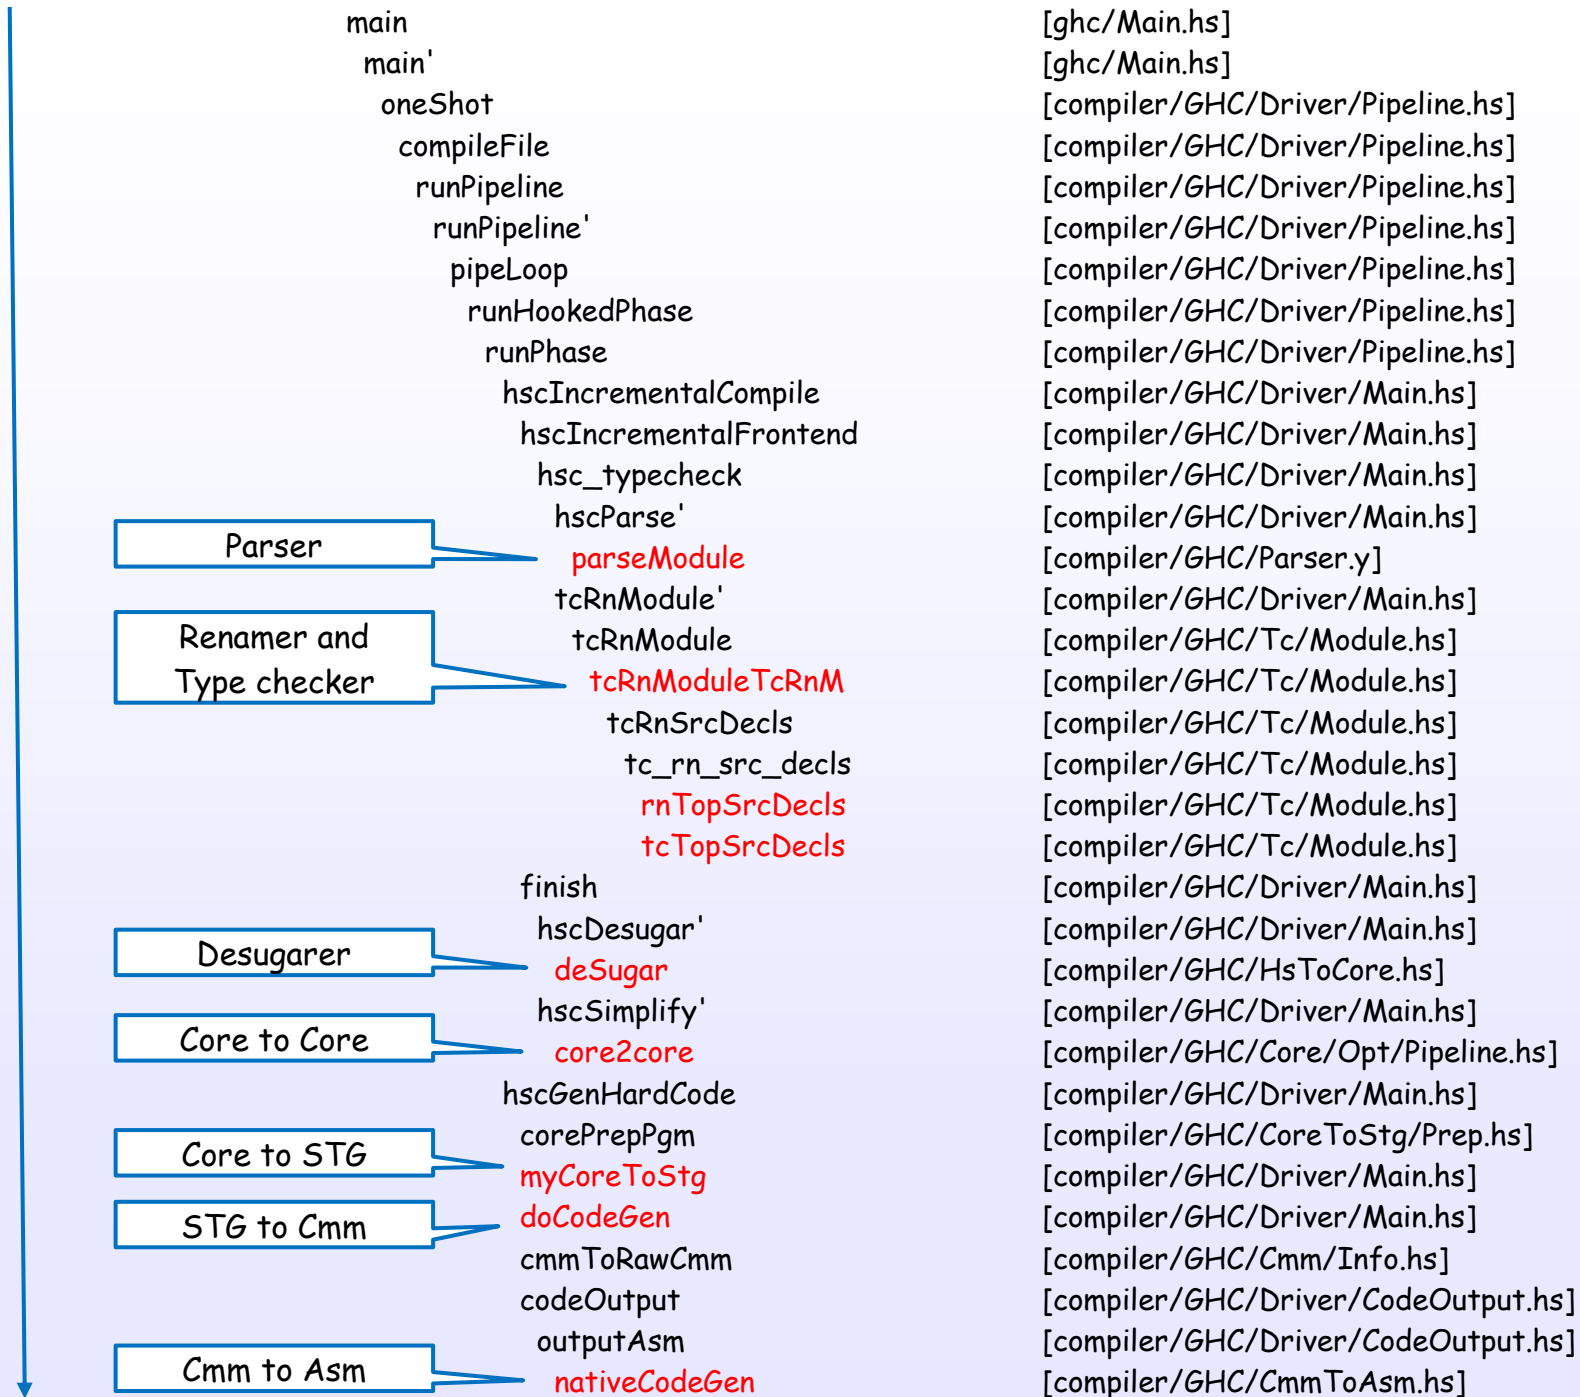 main [ghc/Main.hs]
main' [ghc/Main.hs]
oneShot [compiler/GHC/Driver/Pipeline.hs]
compileFile [compiler/GHC/Driver/Pipeline.hs]
runPipeline [compiler/GHC/Driver/Pipeline.hs]
runPipeline' [compiler/GHC/Driver/Pipeline.hs]
pipeLoop [compiler/GHC/Driver/Pipeline.hs]
runHookedPhase [compiler/GHC/Driver/Pipeline.hs]
runPhase [compiler/GHC/Driver/Pipeline.hs]
hscIncrementalCompile [compiler/GHC/Driver/Main.hs]
hscIncrementalFrontend [compiler/GHC/Driver/Main.hs]
hsc_typecheck [compiler/GHC/Driver/Main.hs]
hscParse' [compiler/GHC/Driver/Main.hs]
Parser
parseModule [compiler/GHC/Parser.y]
tcRnModule' [compiler/GHC/Driver/Main.hs]
Renamer and
Type checker
tcRnModule [compiler/GHC/Tc/Module.hs]
tcRnModuleTcRnM [compiler/GHC/Tc/Module.hs]
tcRnSrcDecls [compiler/GHC/Tc/Module.hs]
tc_rn_src_decls [compiler/GHC/Tc/Module.hs]
rnTopSrcDecls [compiler/GHC/Tc/Module.hs]
tcTopSrcDecls [compiler/GHC/Tc/Module.hs]
finish [compiler/GHC/Driver/Main.hs]
hscDesugar' [compiler/GHC/Driver/Main.hs]
Desugarer
deSugar [compiler/GHC/HsToCore.hs]
hscSimplify' [compiler/GHC/Driver/Main.hs]
Core to Core
core2core [compiler/GHC/Core/Opt/Pipeline.hs]
hscGenHardCode [compiler/GHC/Driver/Main.hs]
corePrepPgm [compiler/GHC/CoreToStg/Prep.hs]
Core to STG
myCoreToStg [compiler/GHC/Driver/Main.hs]
STG to Cmm
doCodeGen [compiler/GHC/Driver/Main.hs]
cmmToRawCmm [compiler/GHC/Cmm/Info.hs]
codeOutput [compiler/GHC/Driver/CodeOutput.hs]
outputAsm [compiler/GHC/Driver/CodeOutput.hs]
Cmm to Asm
nativeCodeGen [compiler/GHC/CmmToAsm.hs]